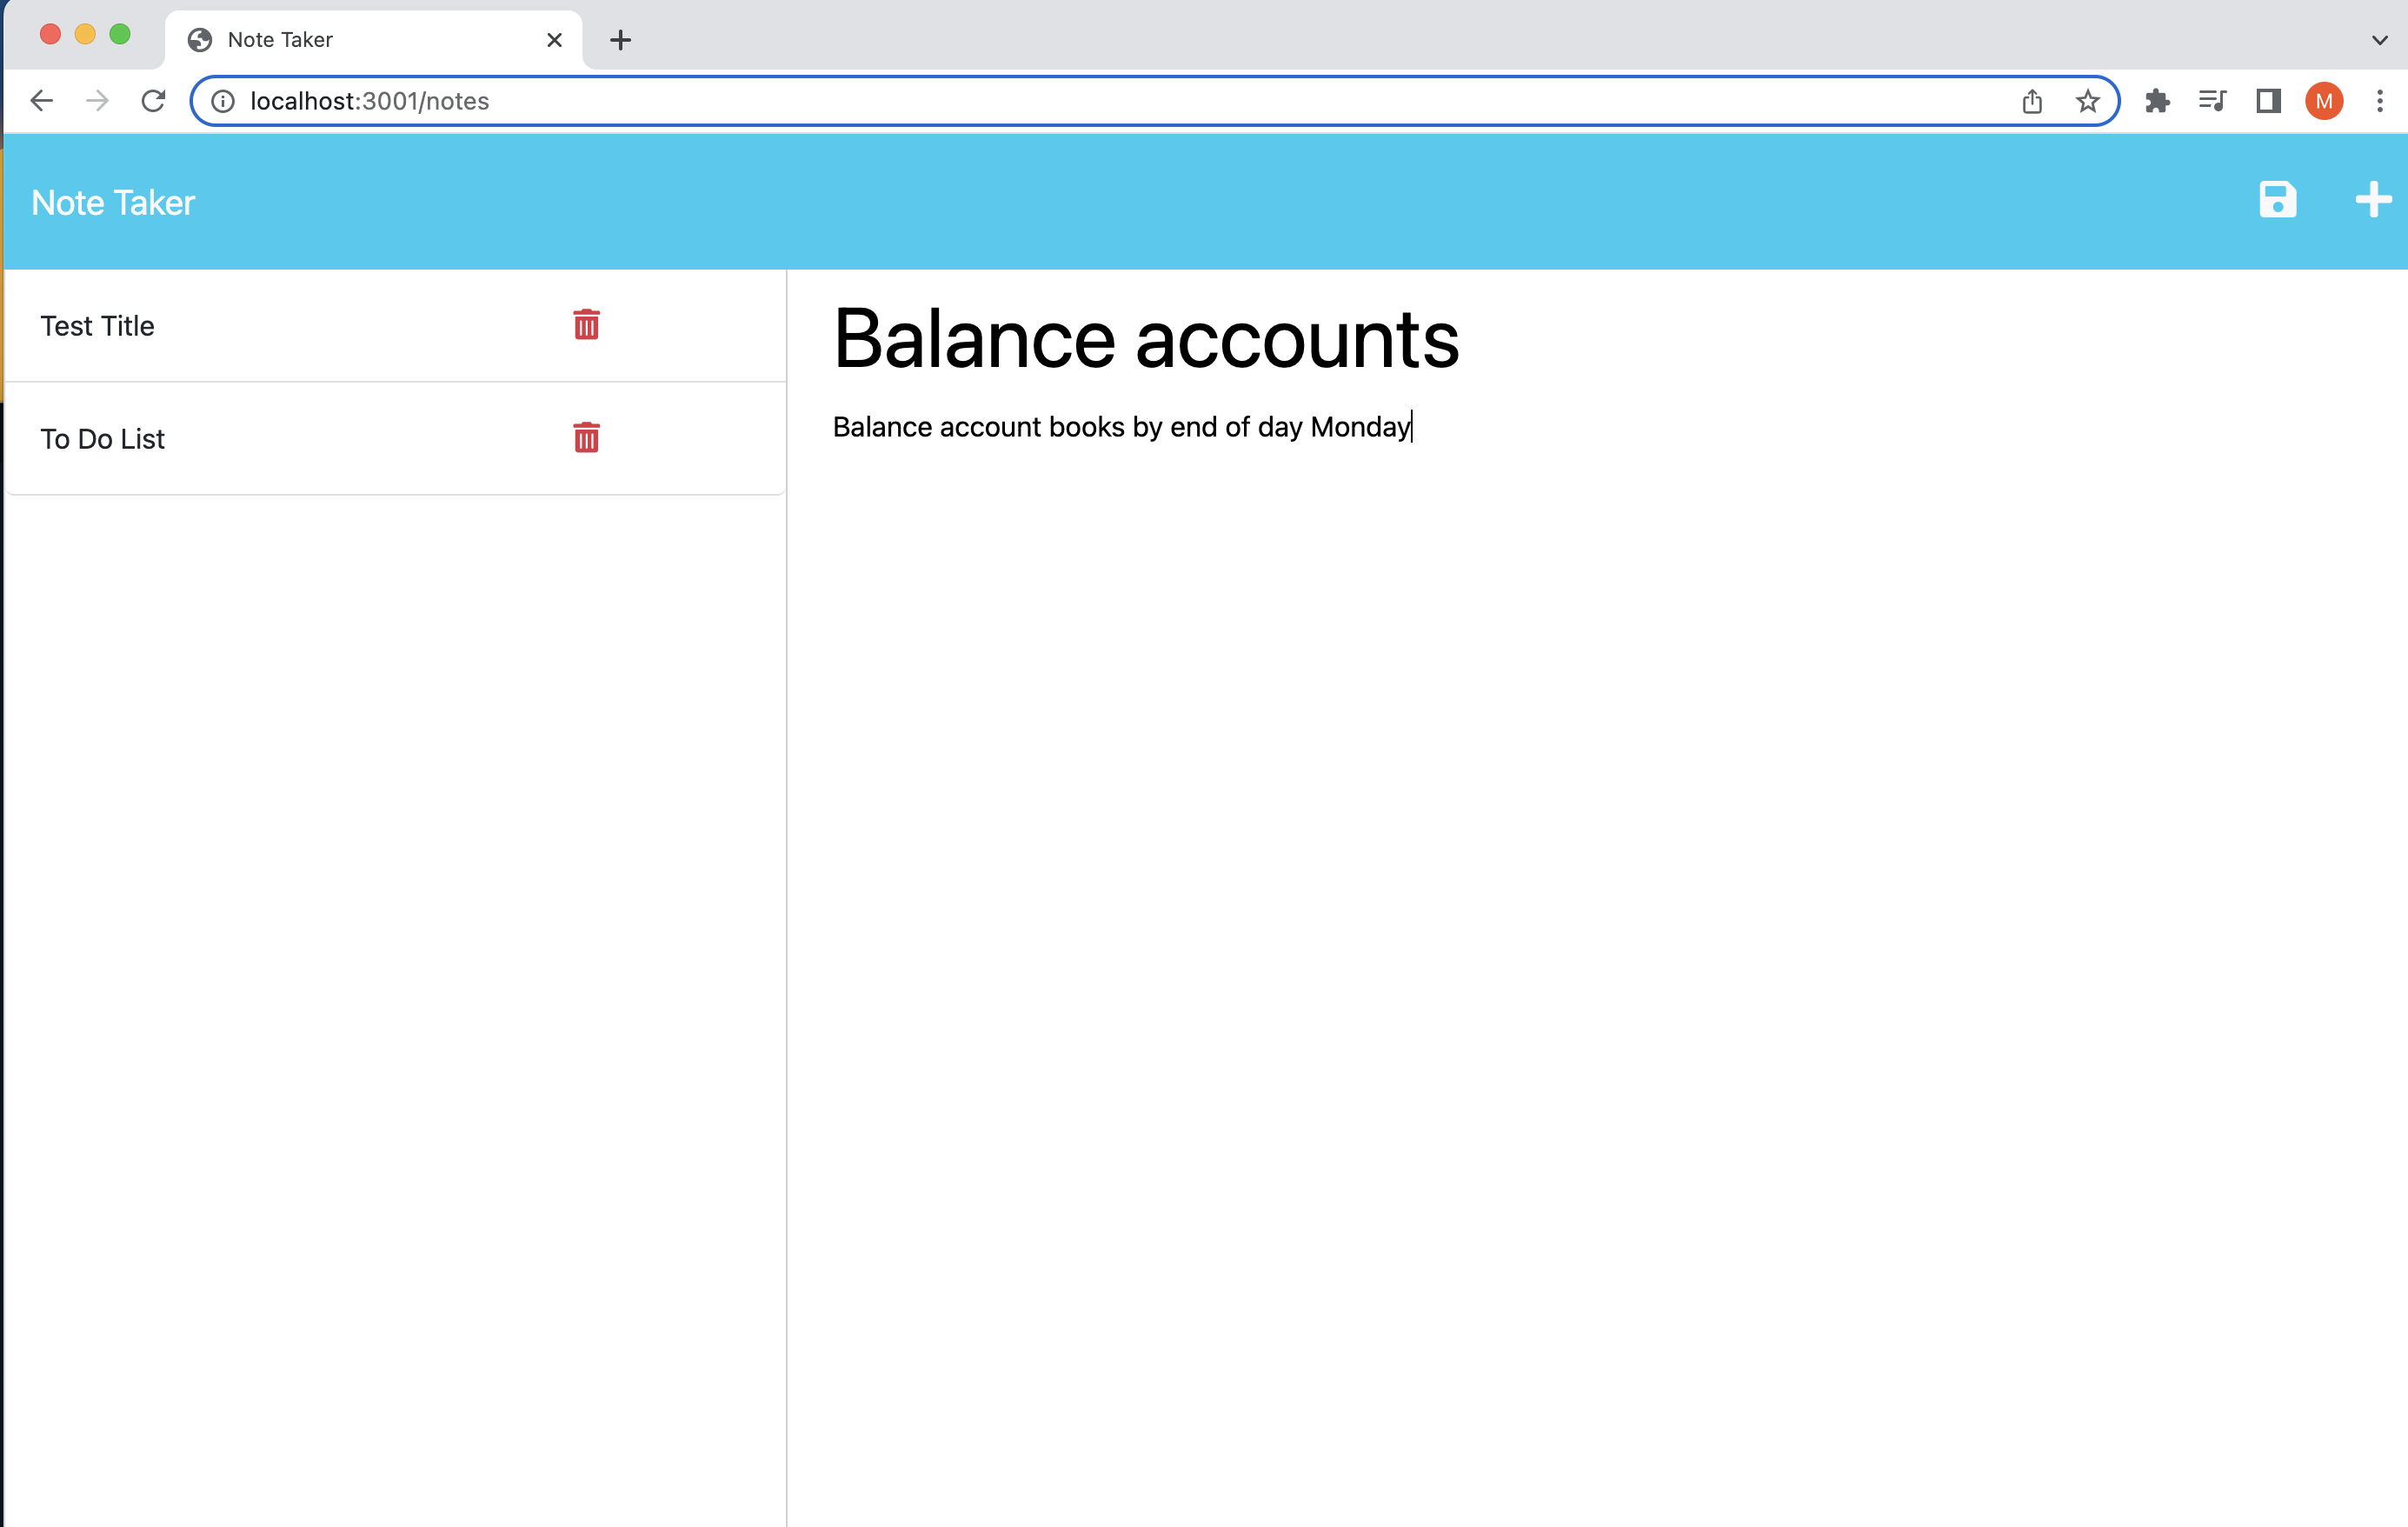 Note Taker
localhost:3001/notes
M
Note Taker
Test Title
To Do List
Balance accounts
Balance account books by end of day Monday